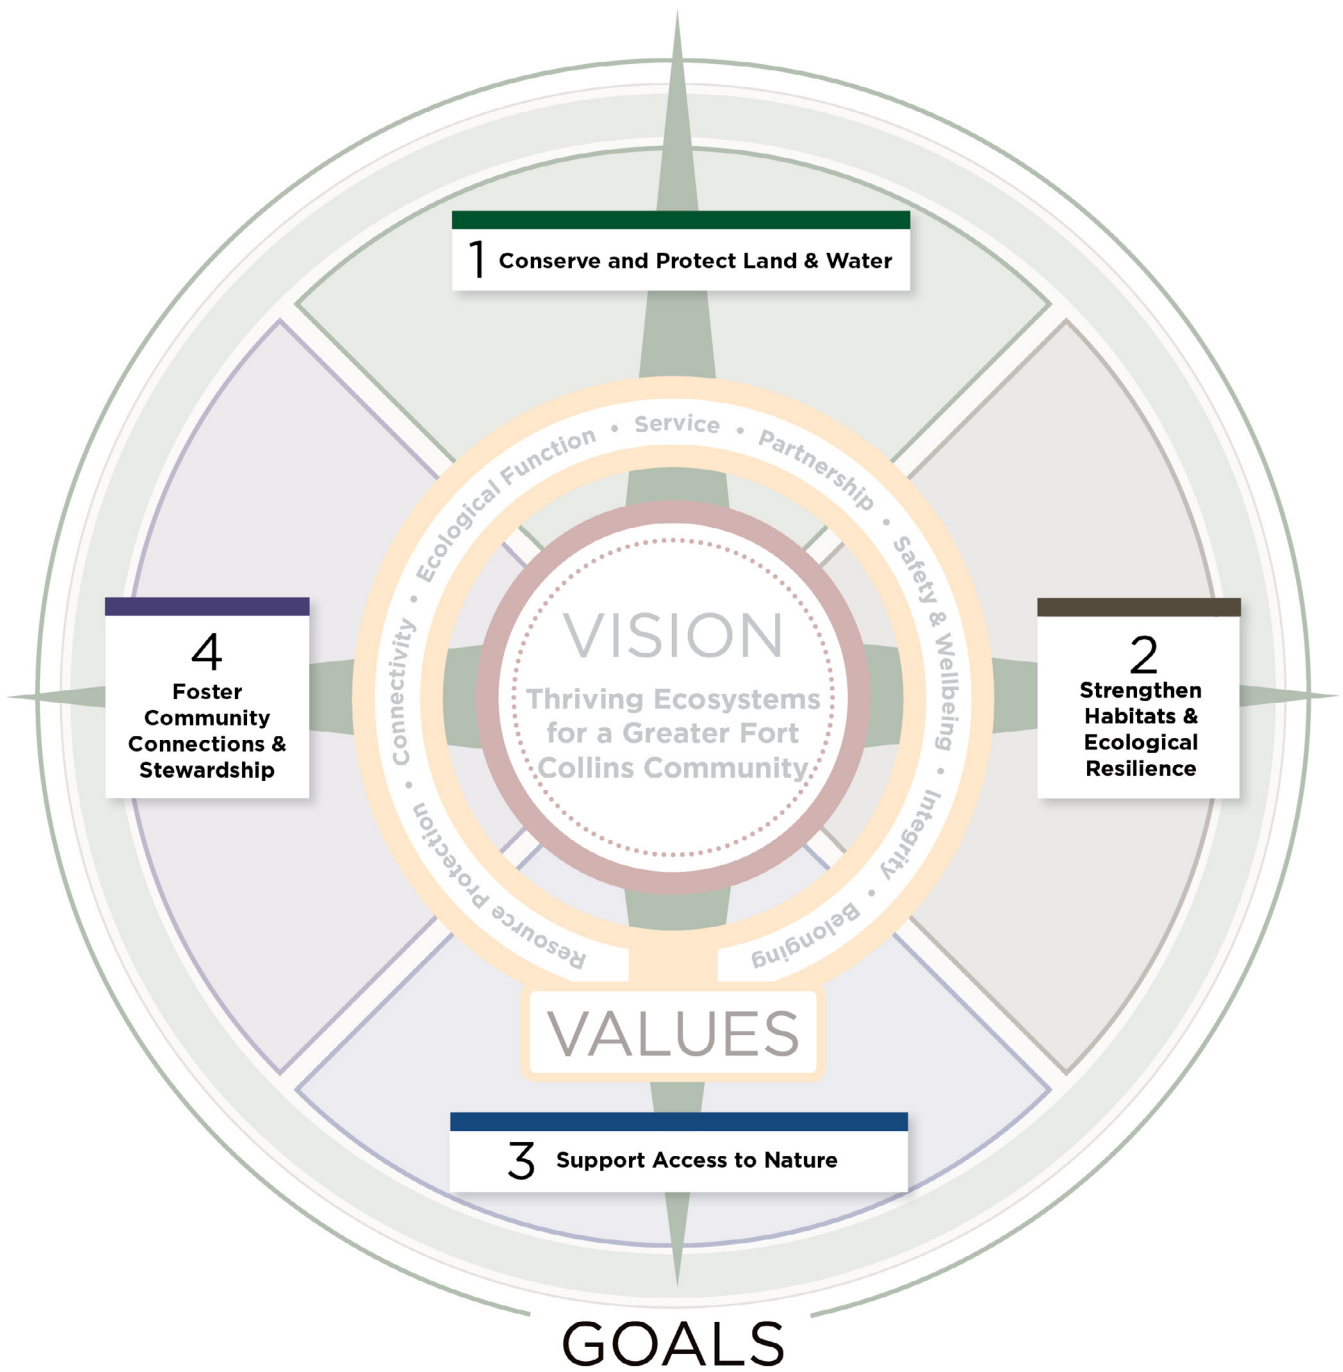 1 Conserve and Protect Land & Water
Resource Protection • Connectivity • Ecological Function • Service • Partnership • Safety & Wellbeing • Integrity • Belonging
VISION
Thriving Ecosystems
for a Greater Fort
Collins Community
4
Foster
Community
Connections &
Stewardship
2
Strengthen
Habitats &
Ecological
Resilience
VALUES
3 Support Access to Nature
GOALS